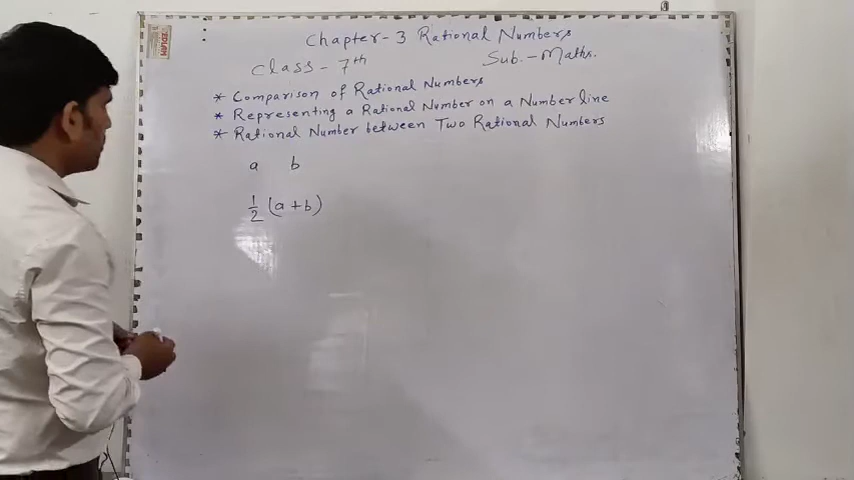 Chapter-3 Rational Numbers
Class-7th Sub.-Maths.
* Comparison of Rational Numbers
* Representing a Rational Number on a Number line
* Rational Number between Two Rational Numbers
a b
1/2 (a+b)